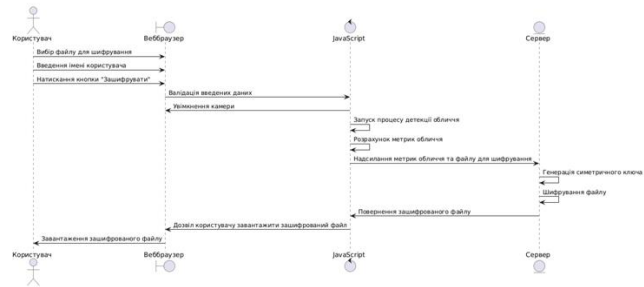 Користувач
Веббраузер
JavaScript
Сервер
Вибір файлу для шифрування
Введення імені користувача
Натискання кнопки "Зашифрувати"
Валідація введених даних
Увімкнення камери
Запуск процесу детекції обличчя
Розрахунок метрик обличчя
Надсилання метрик обличчя та файлу для шифрування
Генерація симетричного ключа
Шифрування файлу
Повернення зашифрованого файлу
Дозвіл користувачу завантажити зашифрований файл
Завантаження зашифрованого файлу
Користувач
Веббраузер
JavaScript
Сервер